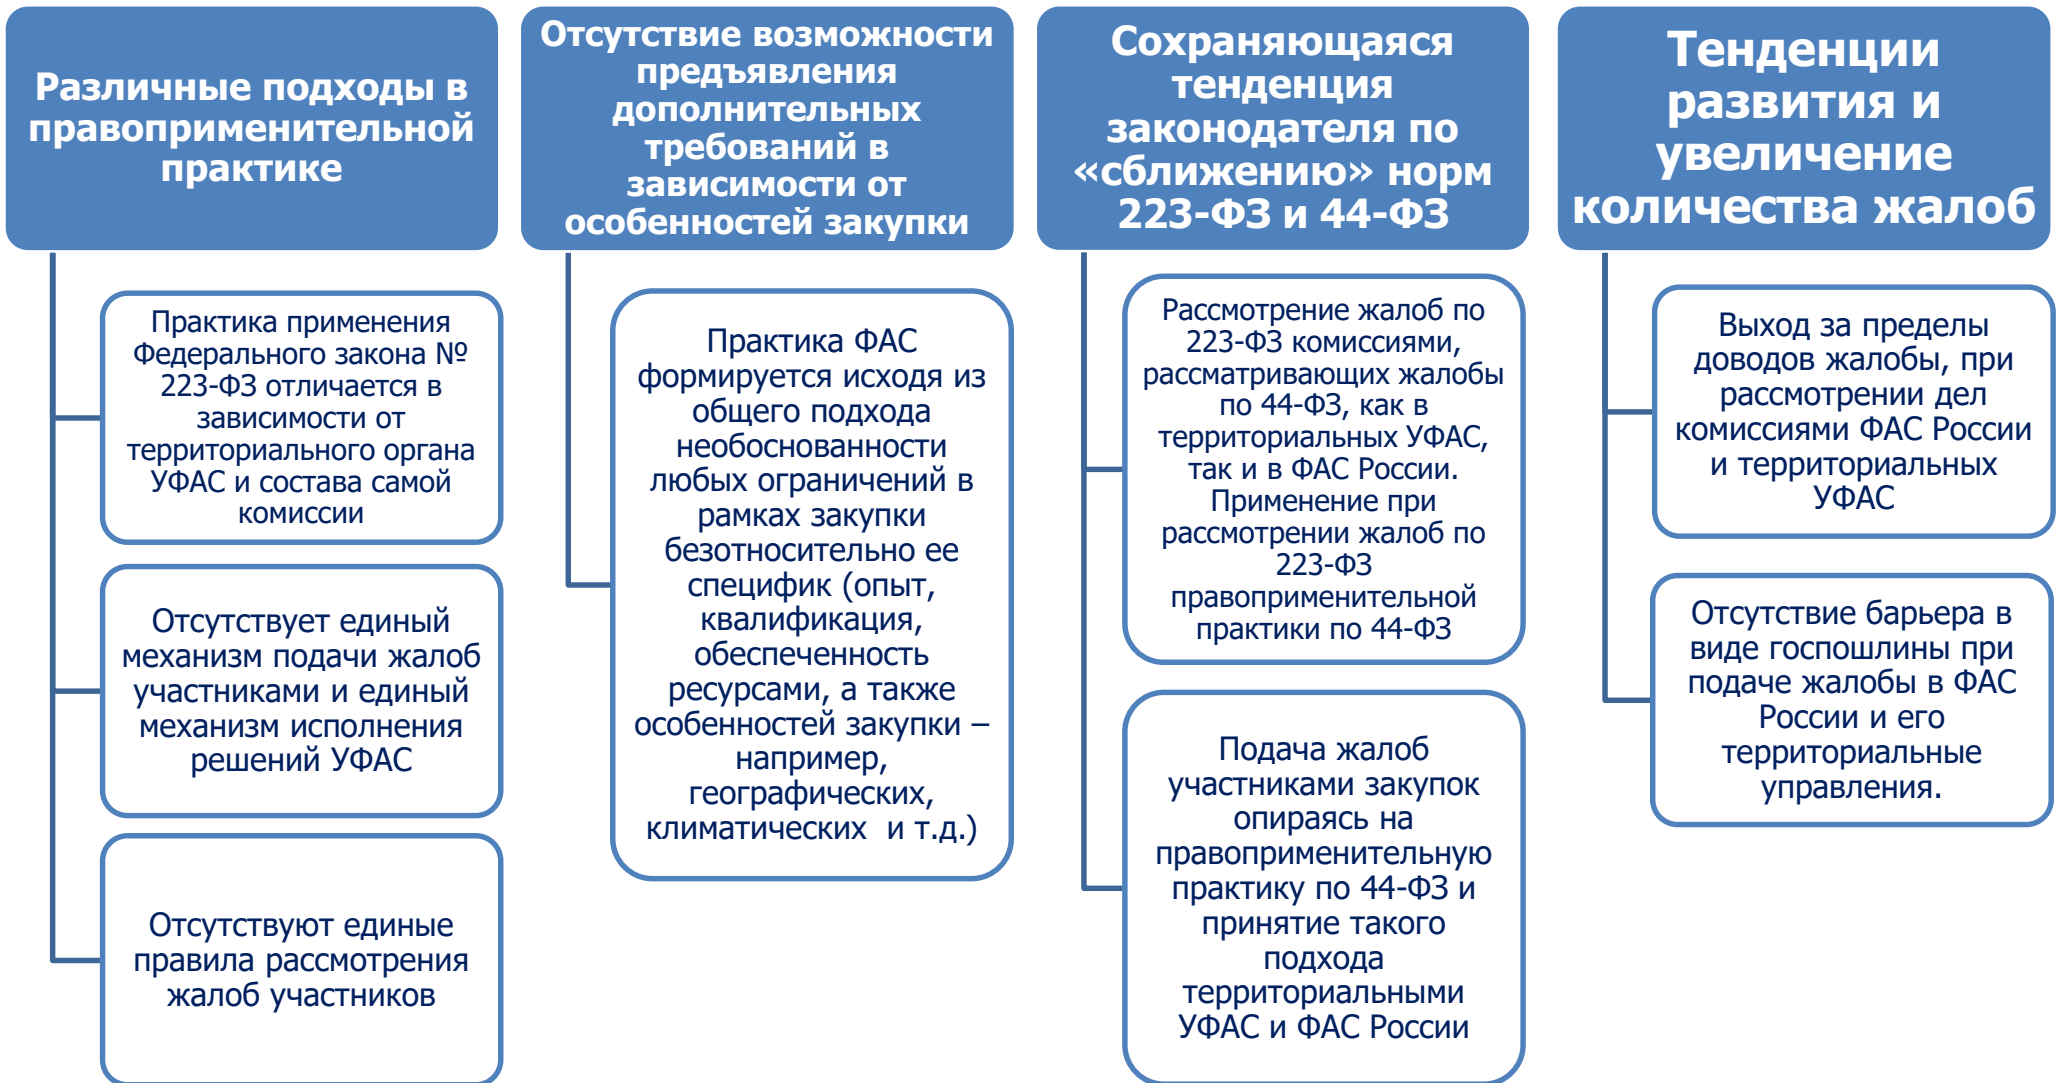 Различные подходы в
правоприменительной
практике
Практика применения
Федерального закона №
223-ФЗ отличается в
зависимости от
территориального органа
УФАС и состава самой
комиссии
Отсутствует единый
механизм подачи жалоб
участниками и единый
механизм исполнения
решений УФАС
Отсутствуют единые
правила рассмотрения
жалоб участников
Отсутствие возможности
предъявления
дополнительных
требований в
зависимости от
особенностей закупки
Практика ФАС
формируется исходя из
общего подхода
необоснованности
любых ограничений в
рамках закупки
безотносительно ее
специфик (опыт,
квалификация,
обеспеченность
ресурсами, а также
особенностей закупки –
например,
географических,
климатических и т.д.)
Сохраняющаяся
тенденция
законодателя по
«сближению» норм
223-ФЗ и 44-ФЗ
Рассмотрение жалоб по
223-ФЗ комиссиями,
рассматривающих жалобы
по 44-ФЗ, как в
территориальных УФАС,
так и в ФАС России.
Применение при
рассмотрении жалоб по
223-ФЗ
правоприменительной
практики по 44-ФЗ
Подача жалоб
участниками закупок
опираясь на
правоприменительную
практику по 44-ФЗ и
принятие такого
подхода
территориальными
УФАС и ФАС России
Тенденции
развития и
увеличение
количества жалоб
Выход за пределы
доводов жалобы, при
рассмотрении дел
комиссиями ФАС России
и территориальных
УФАС
Отсутствие барьера в
виде госпошлины при
подаче жалобы в ФАС
России и его
территориальные
управления.